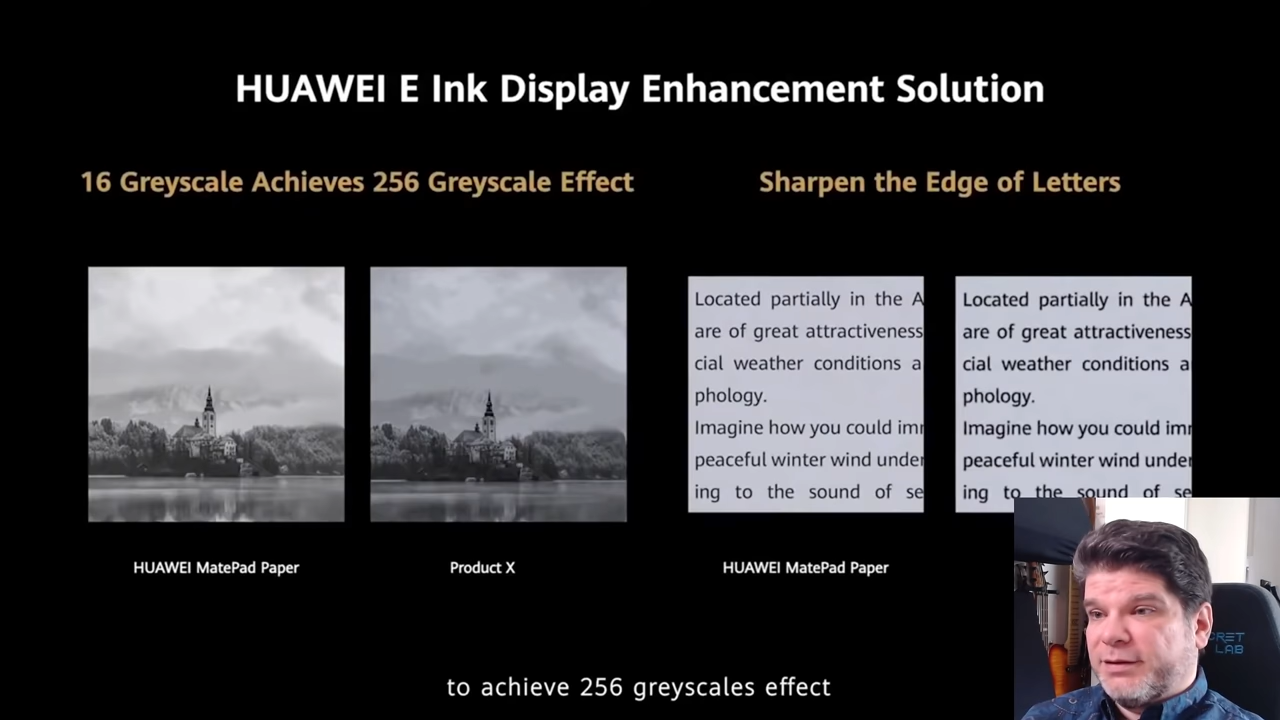 HUAWEI E Ink Display Enhancement Solution
16 Greyscale Achieves 256 Greyscale Effect
Sharpen the Edge of Letters
Located partially in the A
are of great attractiveness
cial weather conditions a
phology.
Imagine how you could imr
peaceful winter wind under
ing to the sound of se
Located partially in the A
are of great attractiveness
cial weather conditions a
phology.
Imagine how you could imr
peaceful winter wind under
ing to the sound of se
HUAWEI MatePad Paper
Product X
HUAWEI MatePad Paper
CRET
LAB
to achieve 256 greyscales effect